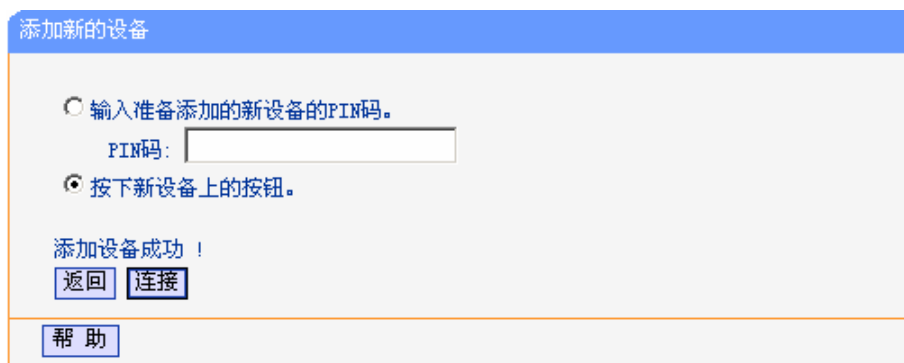 添加新的设备
输入准备添加的新设备的PIN码。
PIN码:
按下新设备上的按钮。
添加设备成功 !
返回 连接
帮 助